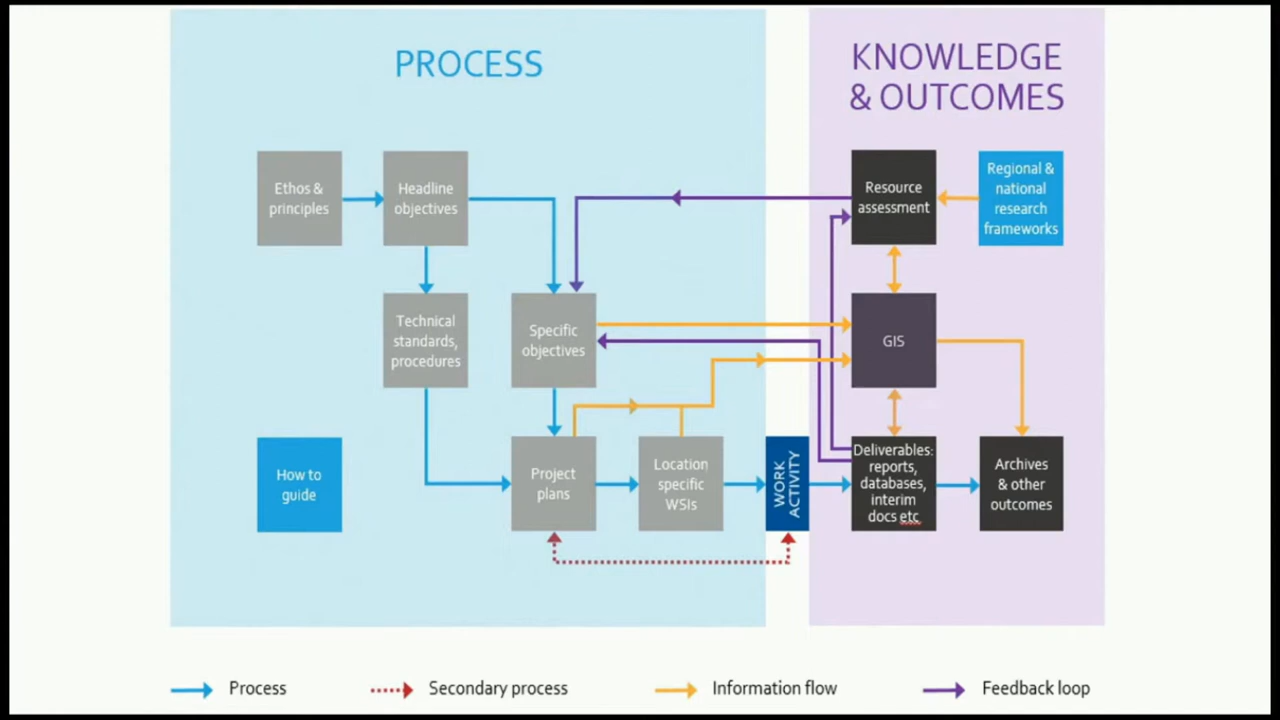 PROCESS
KNOWLEDGE
& OUTCOMES
Ethos &
principles
Headline
objectives
Resource
assessment
Regional &
national
research
frameworks
Technical
standards,
procedures
Specific
objectives
GIS
How to
guide
Project
plans
Location
specific
WSIs
WORK
ACTIVITY
Deliverables:
reports,
databases,
interim
docs etc
Archives
& other
outcomes
Process
Secondary process
Information flow
Feedback loop